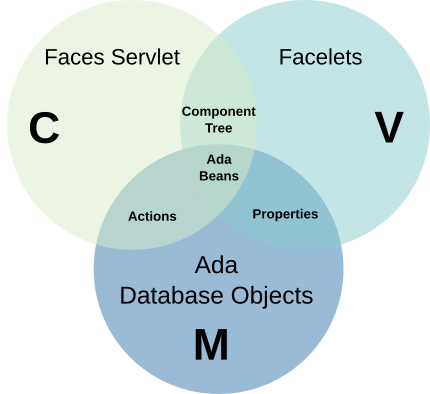 Faces Servlet
Facelets
C
V
Component
Tree
Ada
Beans
Actions
Properties
Ada
Database Objects
M